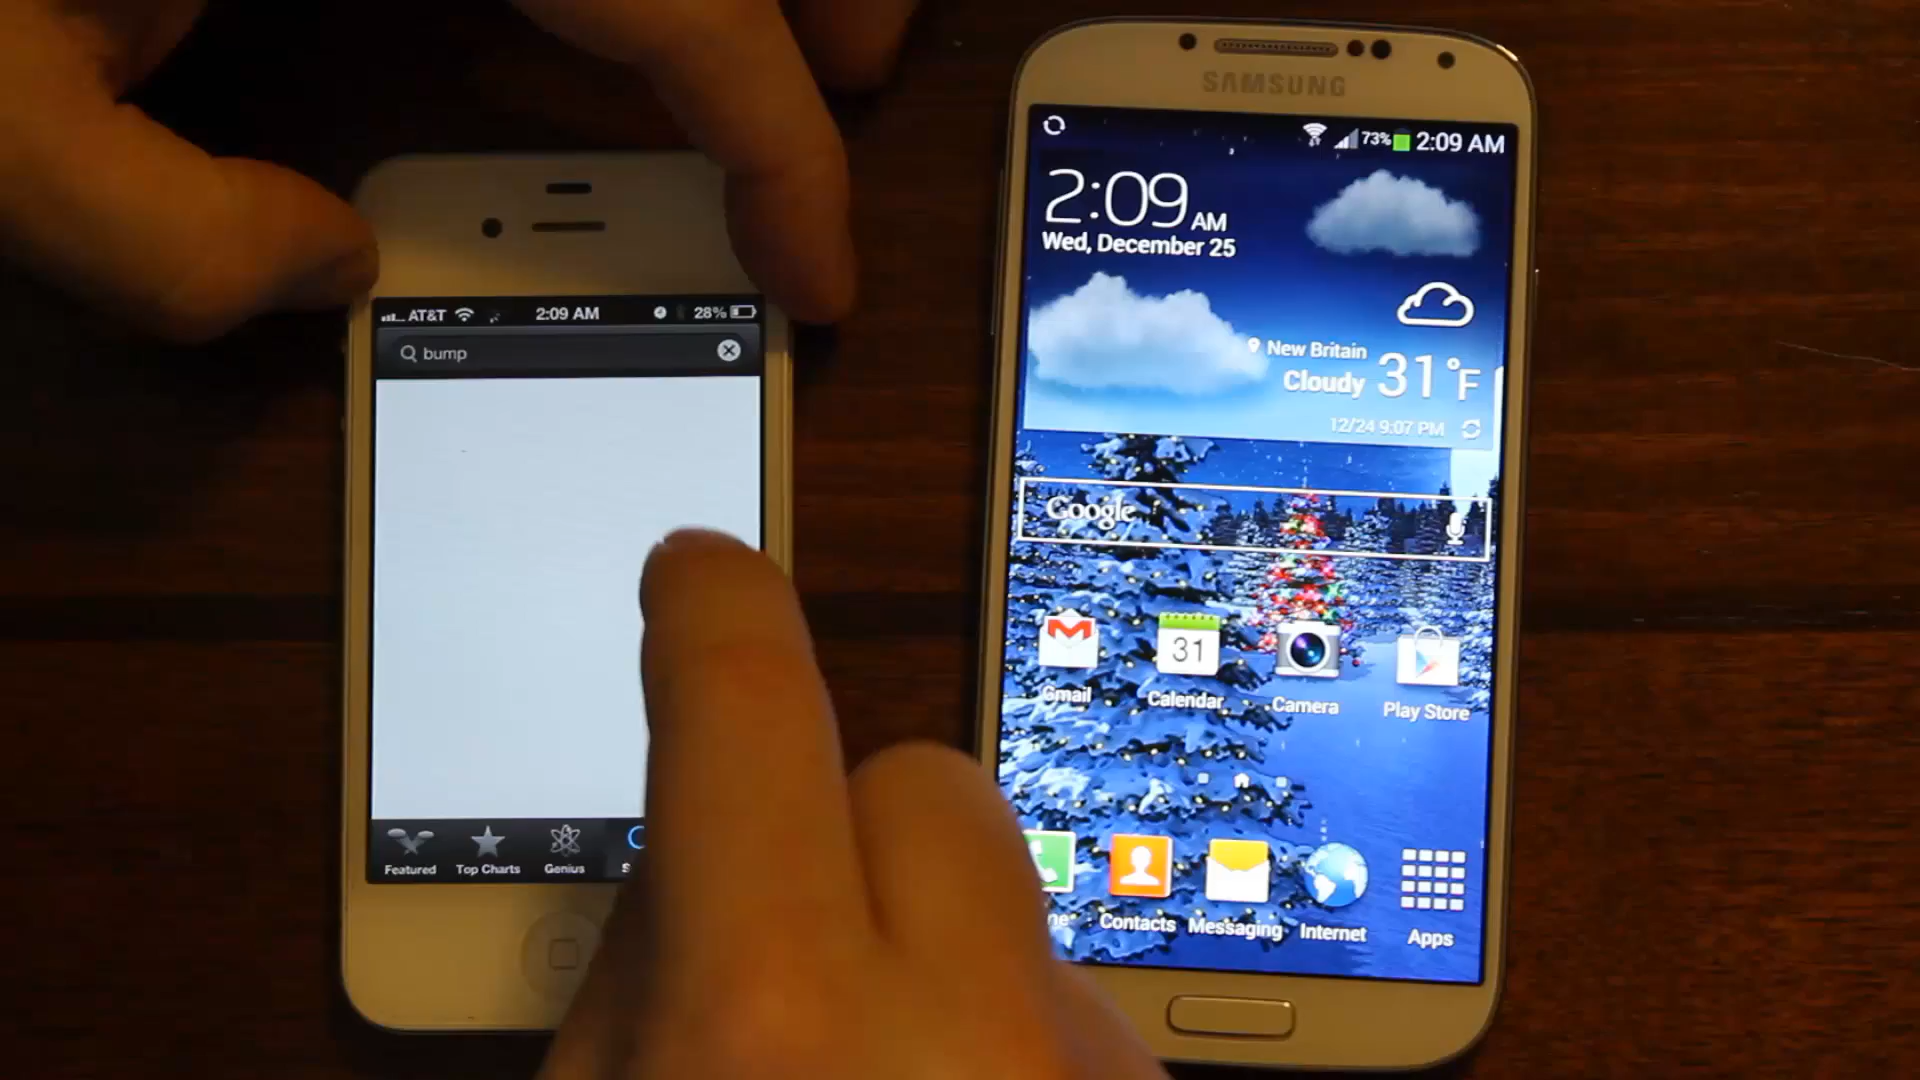 AT&T 2:09 AM 28%
bump
Featured Top Charts Genius
SAMSUNG
73% 2:09 AM
2:09 AM
Wed, December 25
New Britain
Cloudy 31°F
12/24 9:07 PM
Google
31
Gmail Calendar Camera Play Store
Contacts Messaging Internet Apps